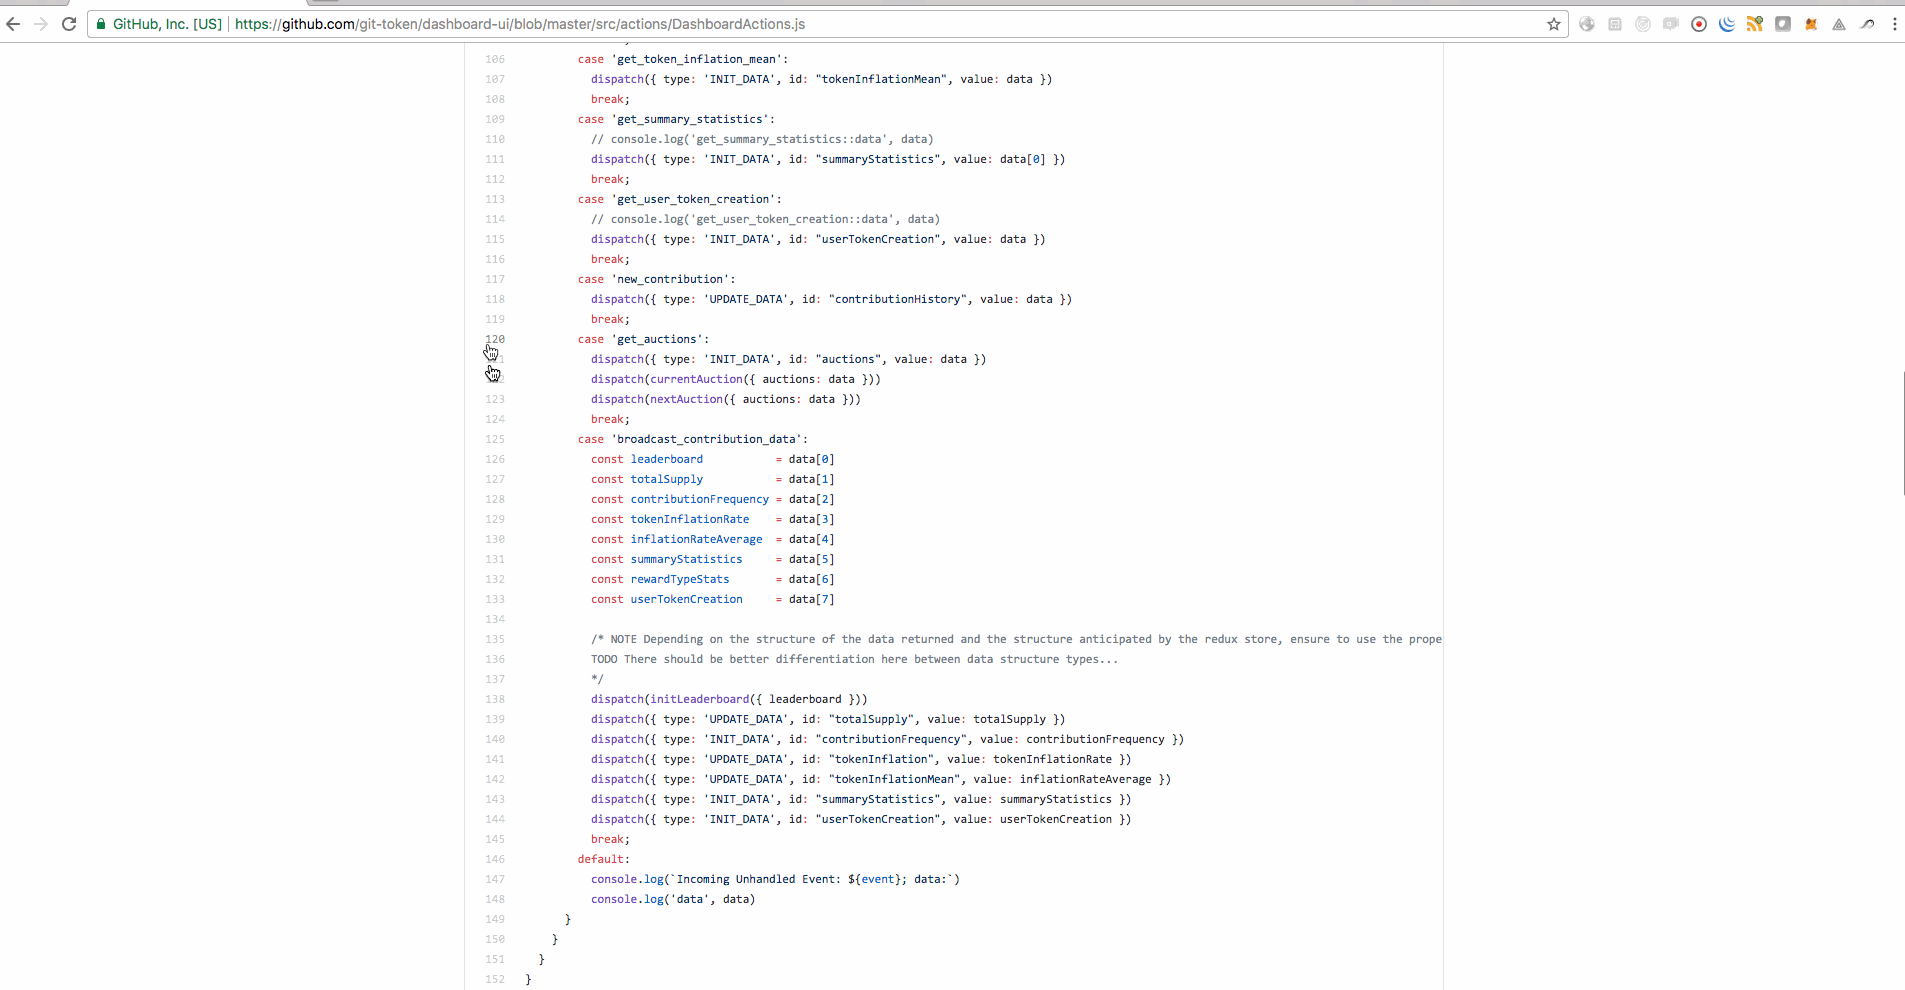 GitHub, Inc. [US] https://github.com/git-token/dashboard-ui/blob/master/src/actions/DashboardActions.js
106 case 'get_token_inflation_mean':
107 dispatch({ type: 'INIT_DATA', id: "tokenInflationMean", value: data })
108 break;
109 case 'get_summary_statistics':
110 // console.log('get_summary_statistics::data', data)
111 dispatch({ type: 'INIT_DATA', id: "summaryStatistics", value: data[0] })
112 break;
113 case 'get_user_token_creation':
114 // console.log('get_user_token_creation::data', data)
115 dispatch({ type: 'INIT_DATA', id: "userTokenCreation", value: data })
116 break;
117 case 'new_contribution':
118 dispatch({ type: 'UPDATE_DATA', id: "contributionHistory", value: data })
119 break;
120 case 'get_auctions':
dispatch({ type: 'INIT_DATA', id: "auctions", value: data })
dispatch(currentAuction({ auctions: data }))
123 dispatch(nextAuction({ auctions: data }))
124 break;
125 case 'broadcast_contribution_data':
126 const leaderboard = data[0]
127 const totalSupply = data[1]
128 const contributionFrequency = data[2]
129 const tokenInflationRate = data[3]
130 const inflationRateAverage = data[4]
131 const summaryStatistics = data[5]
132 const rewardTypeStats = data[6]
133 const userTokenCreation = data[7]
134
135 /* NOTE Depending on the structure of the data returned and the structure anticipated by the redux store, ensure to use the prope
136 TODO There should be better differentiation here between data structure types...
137 */
138 dispatch(initLeaderboard({ leaderboard }))
139 dispatch({ type: 'UPDATE_DATA', id: "totalSupply", value: totalSupply })
140 dispatch({ type: 'INIT_DATA', id: "contributionFrequency", value: contributionFrequency })
141 dispatch({ type: 'UPDATE_DATA', id: "tokenInflation", value: tokenInflationRate })
142 dispatch({ type: 'UPDATE_DATA', id: "tokenInflationMean", value: inflationRateAverage })
143 dispatch({ type: 'INIT_DATA', id: "summaryStatistics", value: summaryStatistics })
144 dispatch({ type: 'INIT_DATA', id: "userTokenCreation", value: userTokenCreation })
145 break;
146 default:
147 console.log(`Incoming Unhandled Event: ${event}; data:`)
148 console.log('data', data)
149 }
150 }
151 }
152 }